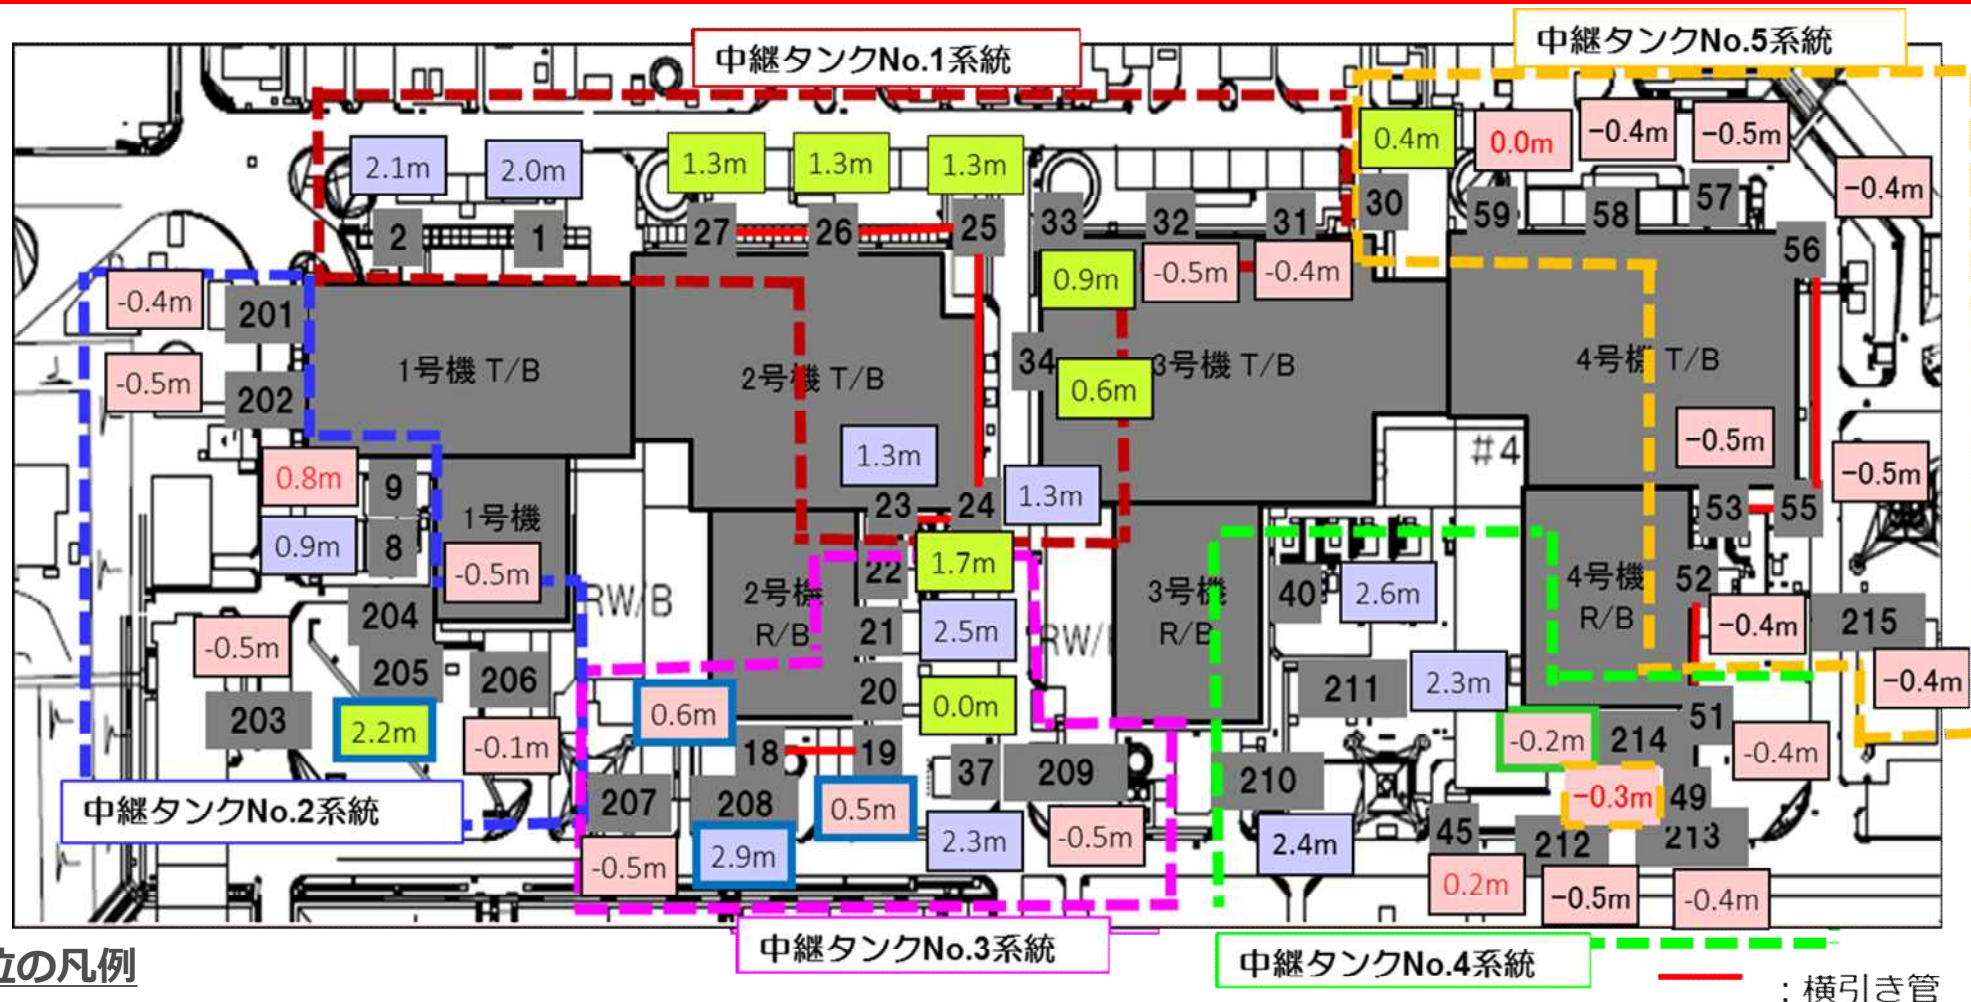 中継タンクNo.1系統
中継タンクNo.5系統
2.1m
2.0m
1.3m
1.3m
1.3m
0.4m
0.0m
-0.4m
-0.5m
-0.4m
2
1
27
26
25
33
32
31
30
59
58
57
56
-0.4m
201
0.9m
-0.5m
-0.4m
-0.5m
202
1号機 T/B
2号機 T/B
34
0.6m
3号機 T/B
4号機 T/B
1.3m
-0.5m
#4
0.8m
9
1号機
23
24
1.3m
53
55
-0.5m
0.9m
8
-0.5m
22
1.7m
RW/B
2号機
R/B
21
2.5m
RW/
3号機
R/B
40
2.6m
4号機
R/B
52
-0.4m
215
204
-0.5m
205
206
20
0.0m
211
2.3m
-0.4m
203
2.2m
-0.1m
0.6m
18
19
37
209
210
-0.2m
214
51
-0.4m
中継タンクNo.2系統
207
208
0.5m
-0.3m
49
-0.5m
2.9m
2.3m
-0.5m
2.4m
45
212
213
0.2m
-0.5m
-0.4m
中継タンクNo.3系統
中継タンクNo.4系統
位の凡例
:横引き管